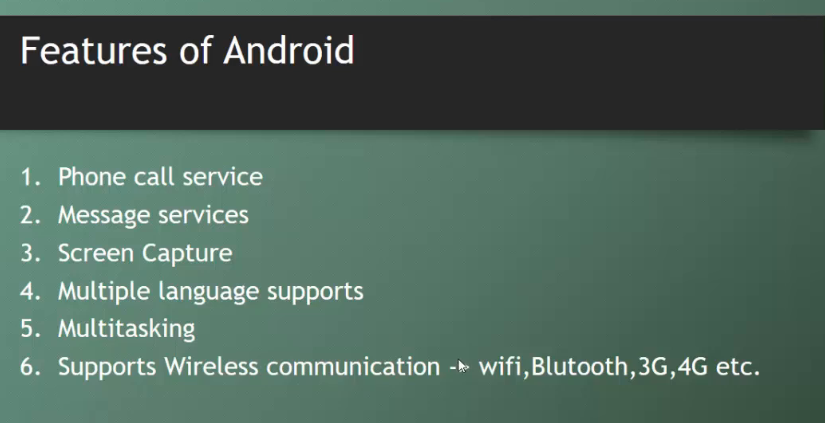 Features of Android
1. Phone call service
2. Message services
3. Screen Capture
4. Multiple language supports
5. Multitasking
6. Supports Wireless communication -> wifi,Blutooth,3G,4G etc.